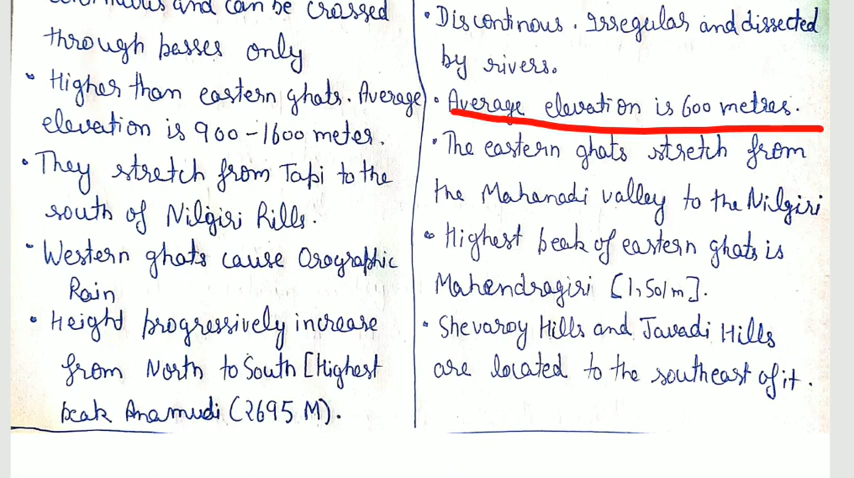 and can be crossed
through passes only
• Higher than eastern ghats. Average
elevation is 900-1600 meter.
• They stretch from Tapi to the
south of Nilgiri Hills.
• Western ghats cause Orographic
Rain
• Height progressively increase
from North to South [Highest
peak Anamudi (2695 M).
• Discontinous. Irregular and dissected
by rivers.
• Average elevation is 600 metres.
• The eastern ghats stretch from
the Mahanadi valley to the Nilgiri
• Highest peak of eastern ghats is
Mahendragiri [1,501m].
• Shevaroy Hills and Javadi Hills
are located to the southeast of it.